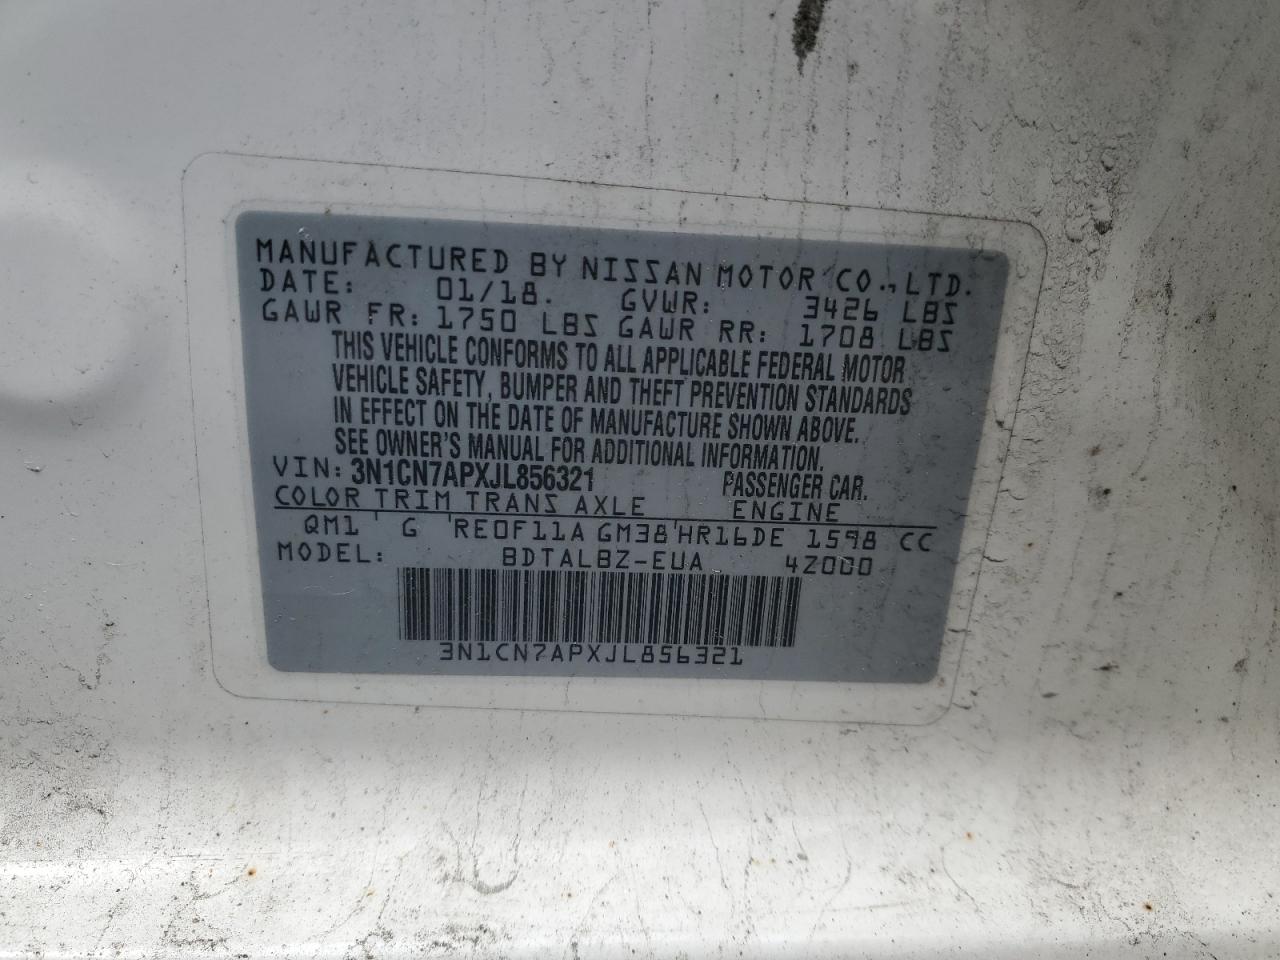 MANUFACTURED BY NISSAN MOTOR CO., LTD.
DATE: 01/18. GVWR: 3426 LBS
GAWR FR: 1750 LBS GAWR RR: 1708 LBS
THIS VEHICLE CONFORMS TO ALL APPLICABLE FEDERAL MOTOR
VEHICLE SAFETY, BUMPER AND THEFT PREVENTION STANDARDS
IN EFFECT ON THE DATE OF MANUFACTURE SHOWN ABOVE.
SEE OWNER'S MANUAL FOR ADDITIONAL INFORMATION.
VIN: 3N1CN7APXJL856321 PASSENGER CAR.
COLOR TRIM TRANS AXLE ENGINE
QM1 G RE0F11A GM38 HR16DE 1598 CC
MODEL: BDTALBZ-EUA 42000
3N1CN7APXJL856321